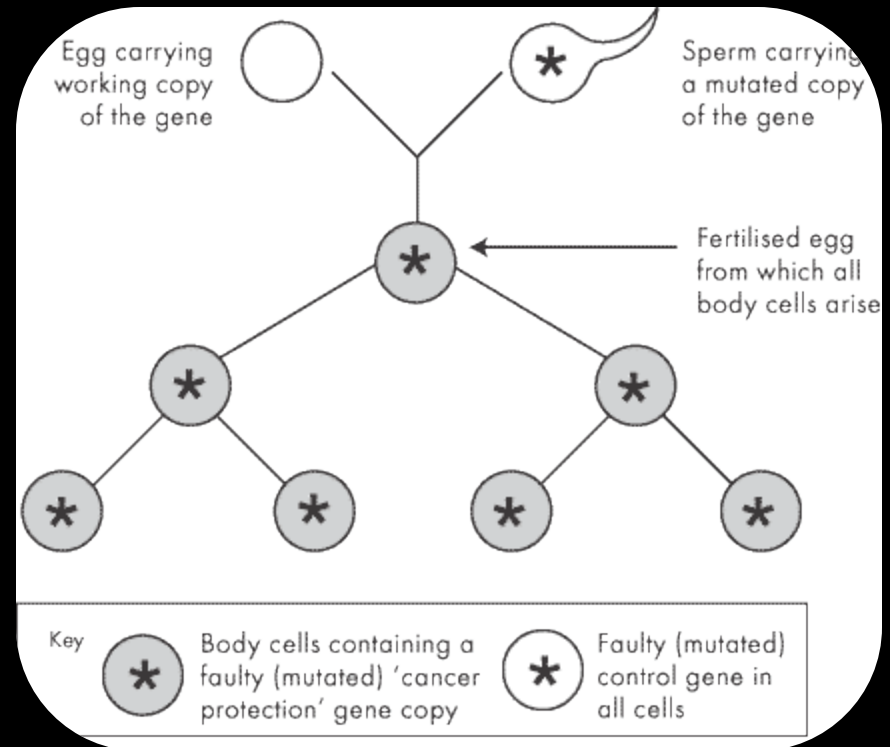 Egg carrying
working copy
of the gene
Sperm carrying
a mutated copy
of the gene
Fertilised egg
from which all
body cells arise
Key
Body cells containing a
faulty (mutated) ‘cancer
protection’ gene copy
Faulty (mutated)
control gene in
all cells